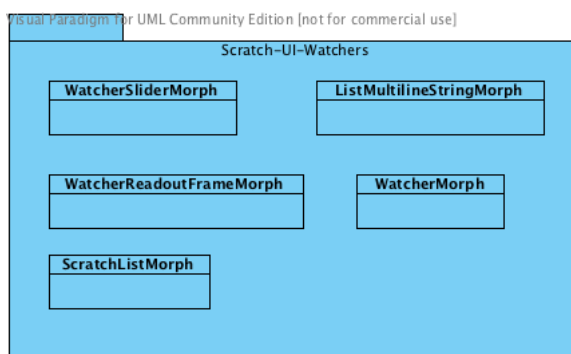 Visual Paradigm for UML Community Edition [not for commercial use]
Scratch-UI-Watchers
WatcherSliderMorph
ListMultilineStringMorph
WatcherReadoutFrameMorph
WatcherMorph
ScratchListMorph